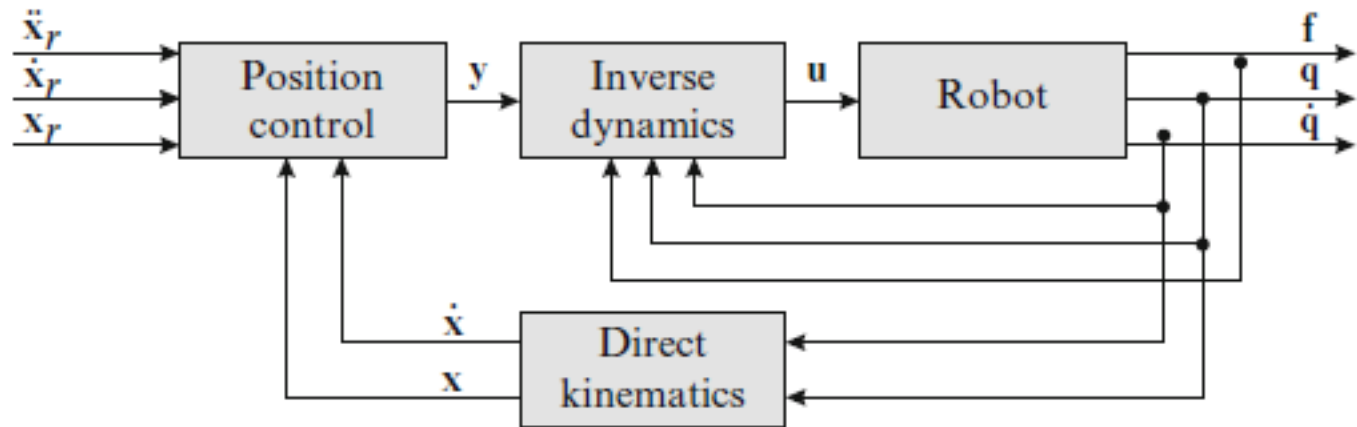 ẍr
ẋr
xr
Position
control
y
Inverse
dynamics
u
Robot
f
q
q̇
ẋ
x
Direct
kinematics